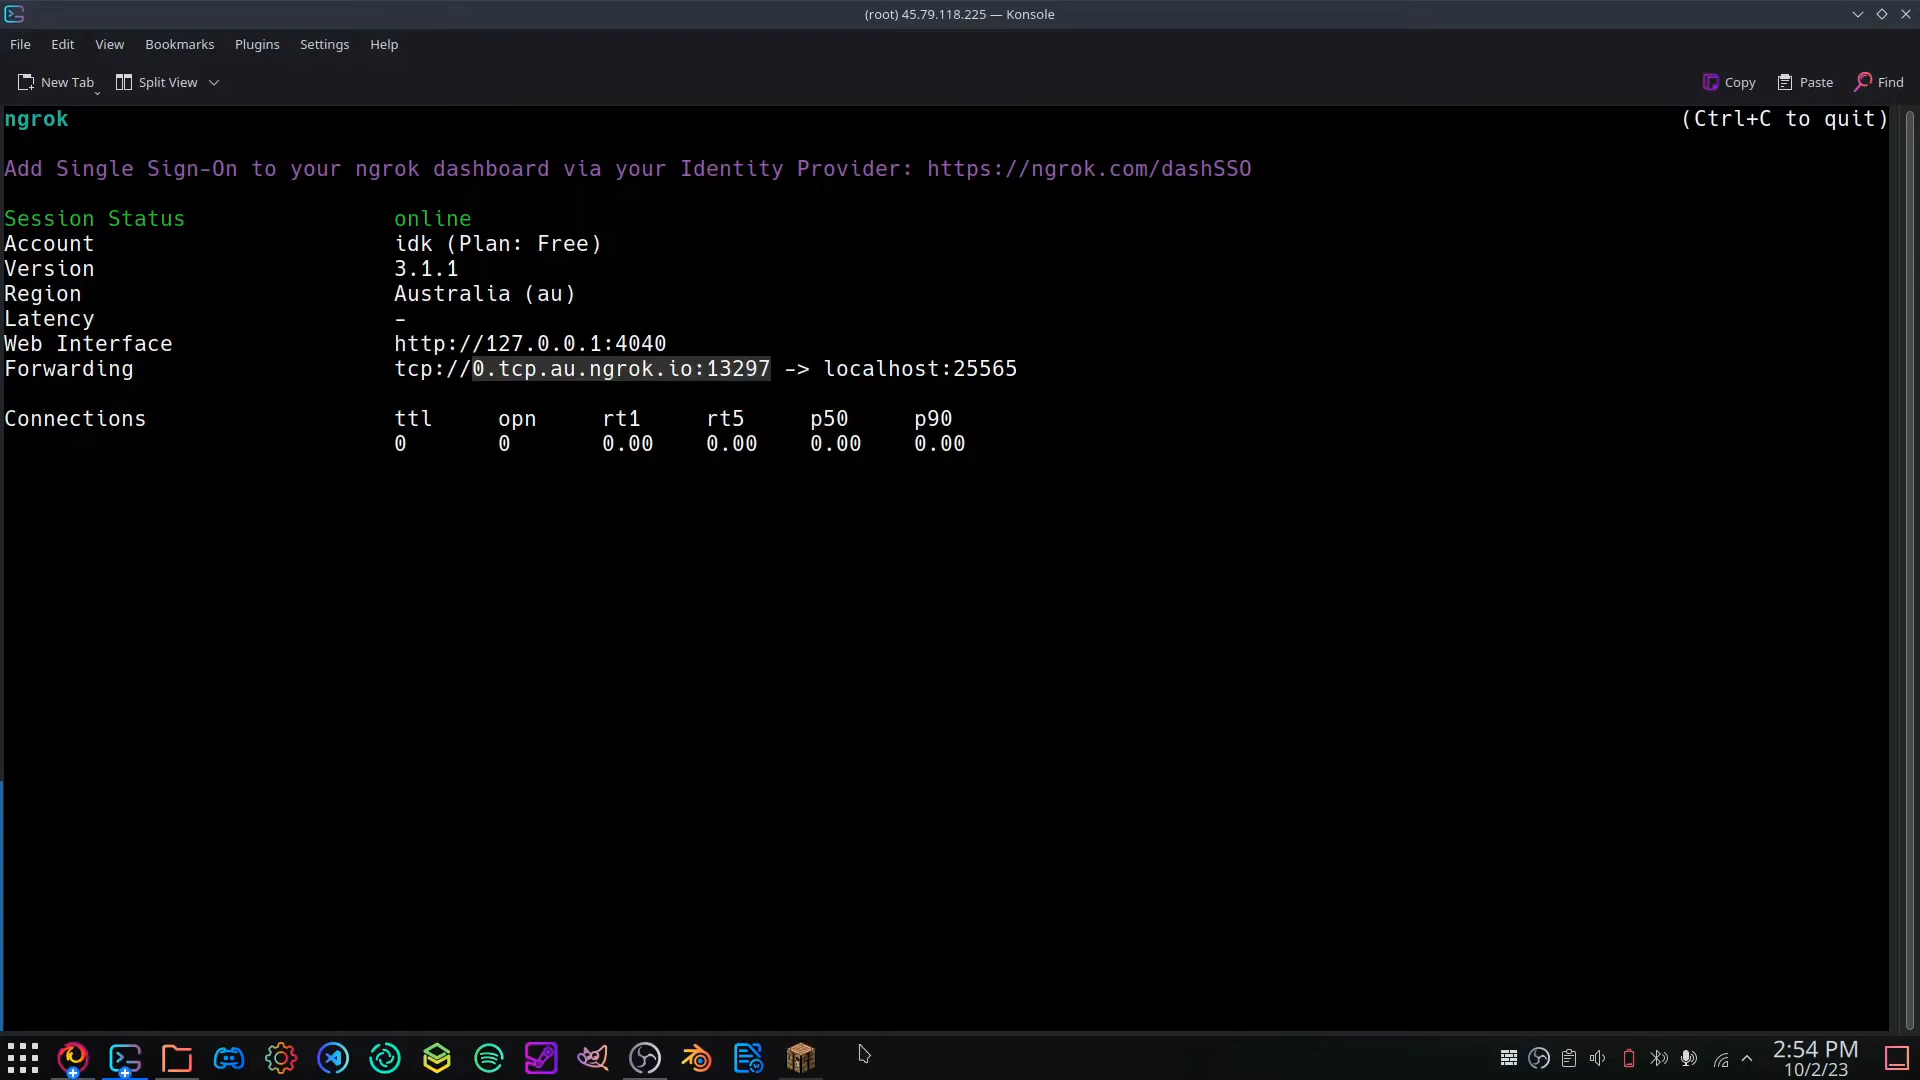 (root) 45.79.118.225 — Konsole
File Edit View Bookmarks Plugins Settings Help
New Tab Split View Copy Paste Find
ngrok (Ctrl+C to quit)
Add Single Sign-On to your ngrok dashboard via your Identity Provider: https://ngrok.com/dashSSO
Session Status online
Account idk (Plan: Free)
Version 3.1.1
Region Australia (au)
Latency -
Web Interface http://127.0.0.1:4040
Forwarding tcp://0.tcp.au.ngrok.io:13297 -> localhost:25565
Connections ttl opn rt1 rt5 p50 p90
0 0 0.00 0.00 0.00 0.00
2:54 PM
10/2/23